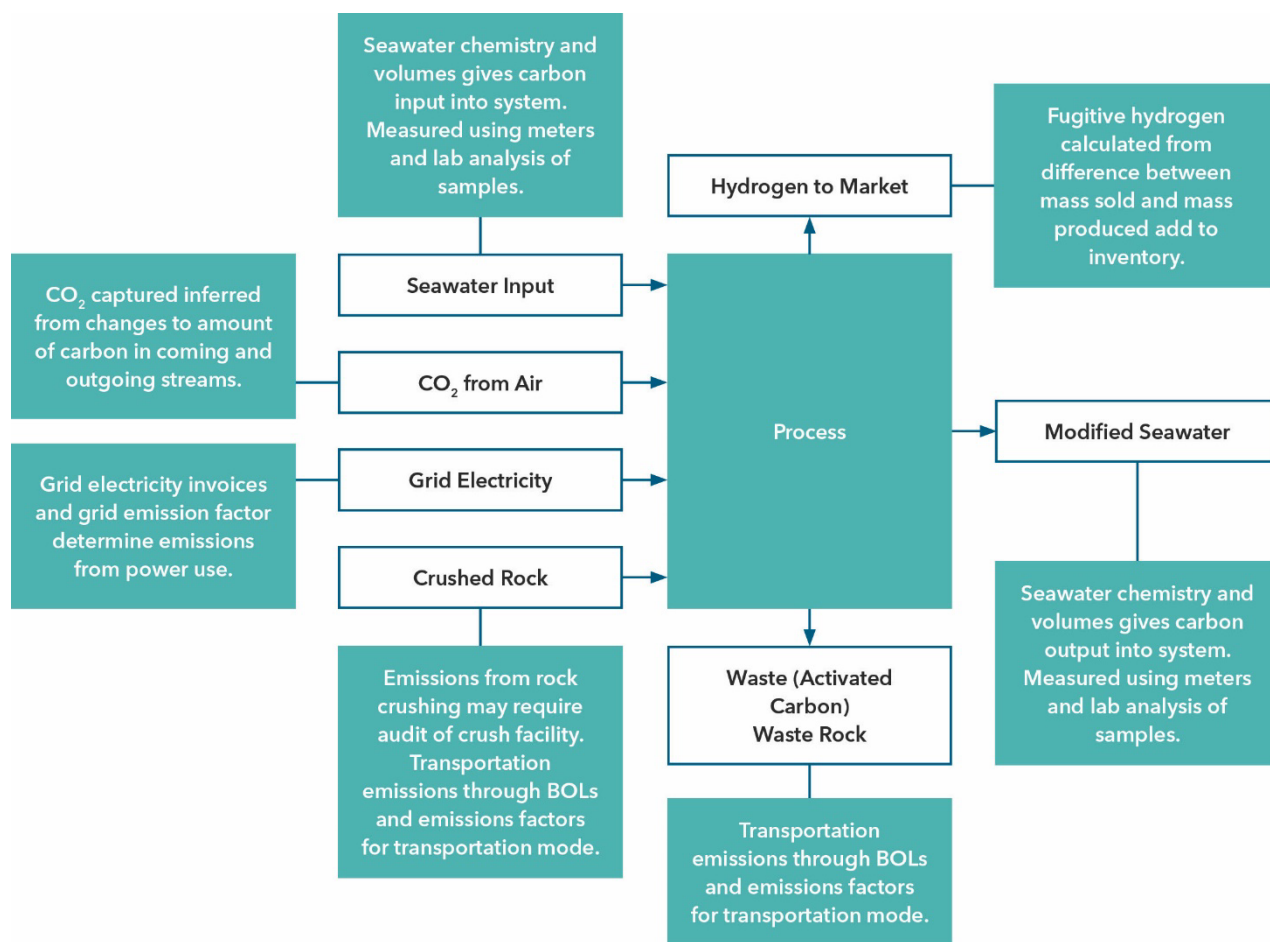 Seawater chemistry and
volumes gives carbon
input into system.
Measured using meters
and lab analysis of
samples.
Hydrogen to Market
Fugitive hydrogen
calculated from
difference between
mass sold and mass
produced add to
inventory.
CO₂ captured inferred
from changes to amount
of carbon in coming and
outgoing streams.
Seawater Input
CO₂ from Air
Process
Modified Seawater
Grid electricity invoices
and grid emission factor
determine emissions
from power use.
Grid Electricity
Crushed Rock
Emissions from rock
crushing may require
audit of crush facility.
Transportation
emissions through BOLs
and emissions factors
for transportation mode.
Waste (Activated
Carbon)
Waste Rock
Transportation
emissions through BOLs
and emissions factors
for transportation mode.
Seawater chemistry and
volumes gives carbon
output into system.
Measured using meters
and lab analysis of
samples.